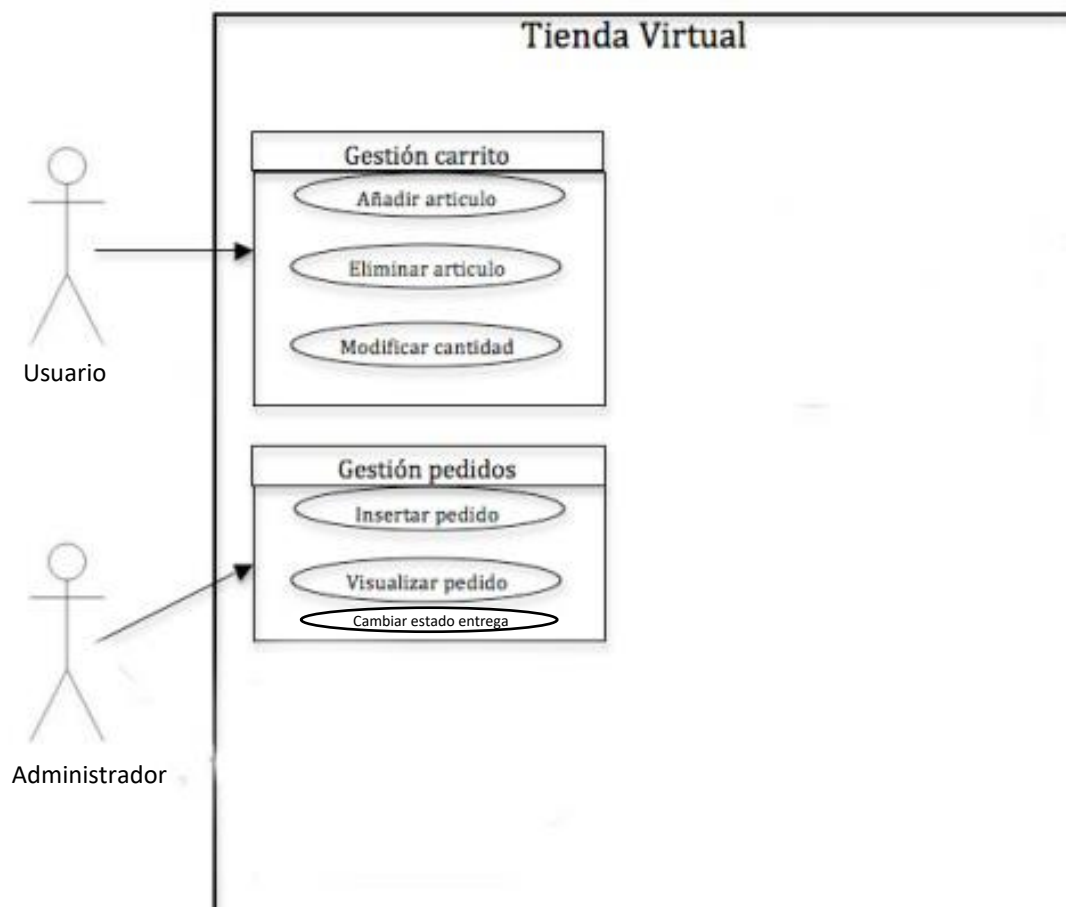 Tienda Virtual
Gestión carrito
Añadir articulo
Eliminar articulo
Modificar cantidad
Usuario
Gestión pedidos
Insertar pedido
Visualizar pedido
Cambiar estado entrega
Administrador